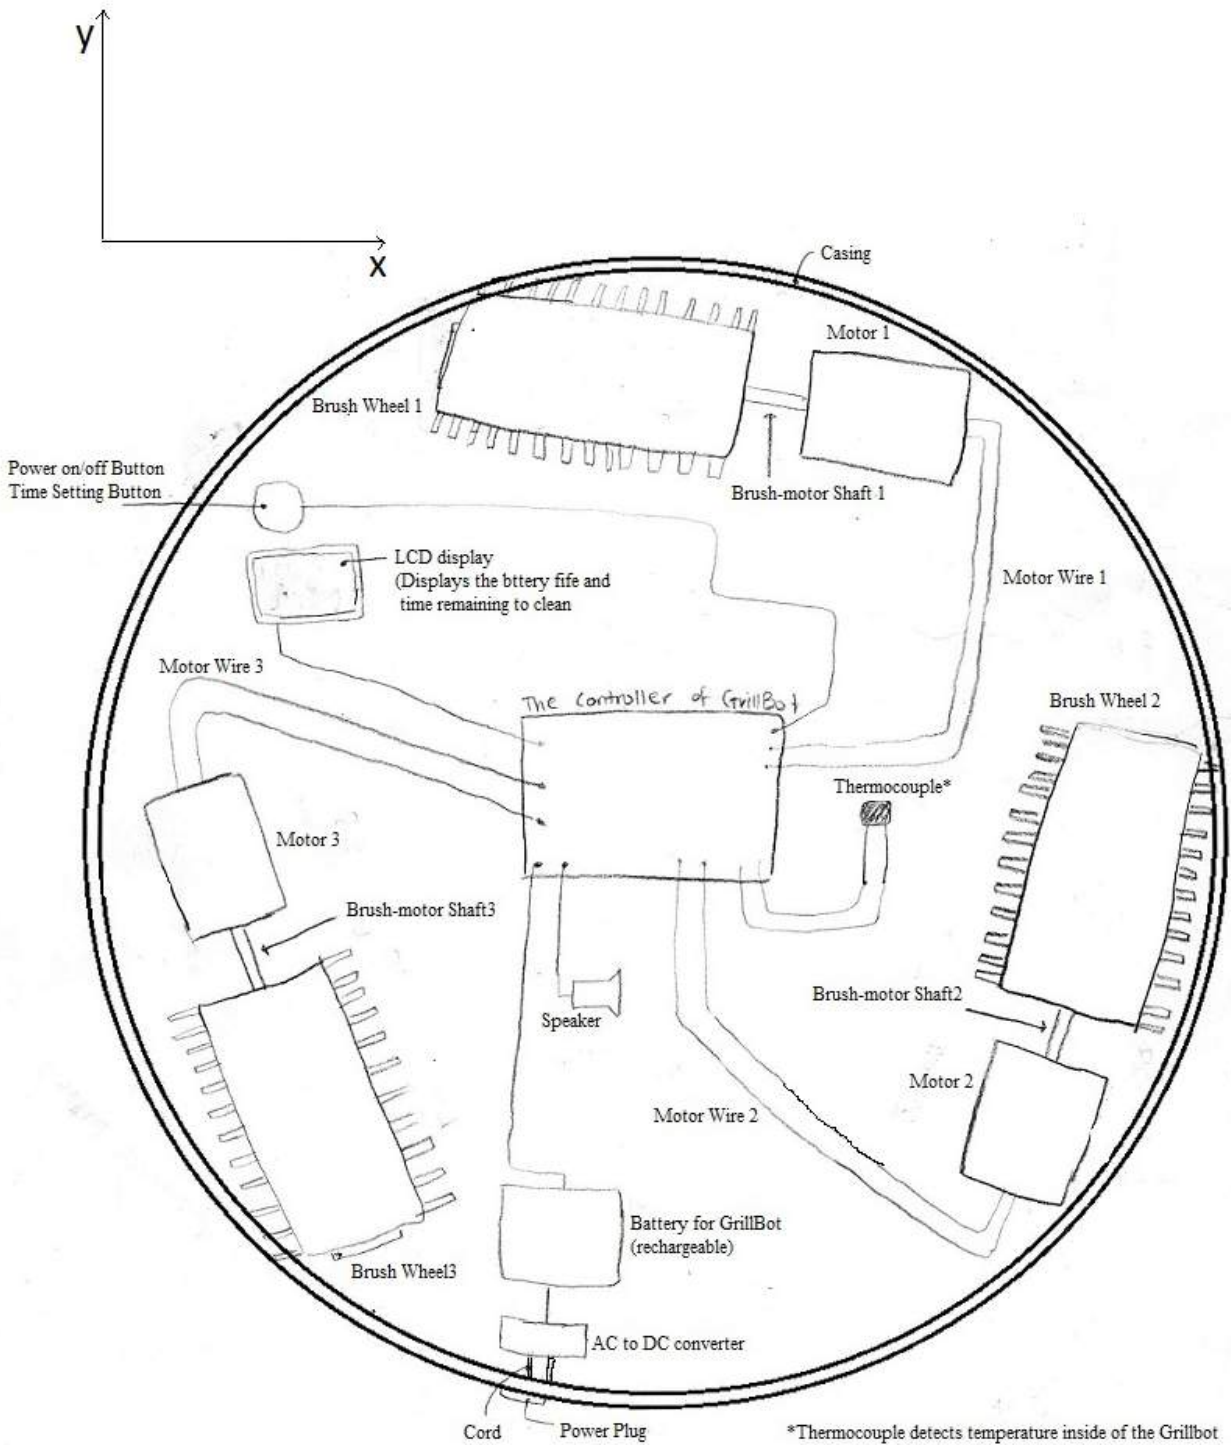 y
x
Casing
Motor 1
Brush Wheel 1
Power on/off Button
Time Setting Button
Brush-motor Shaft 1
LCD display
(Displays the bttery fife and
time remaining to clean
Motor Wire 1
Motor Wire 3
The Controller of GrillBot
Brush Wheel 2
Thermocouple*
Motor 3
Brush-motor Shaft3
Brush-motor Shaft2
Speaker
Motor 2
Motor Wire 2
Battery for GrillBot
(rechargeable)
Brush Wheel3
AC to DC converter
Cord
Power Plug
*Thermocouple detects temperature inside of the Grillbot